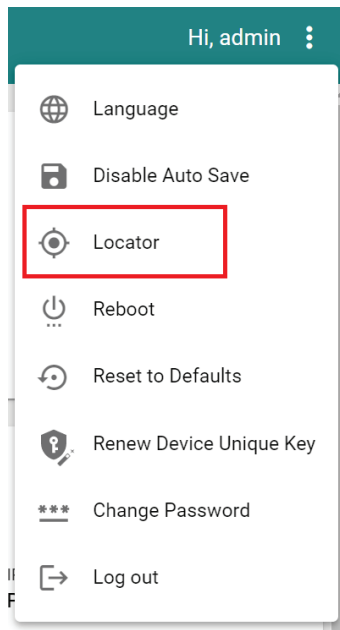 Hi, admin
Language
Disable Auto Save
Locator
Reboot
Reset to Defaults
Renew Device Unique Key
Change Password
Log out